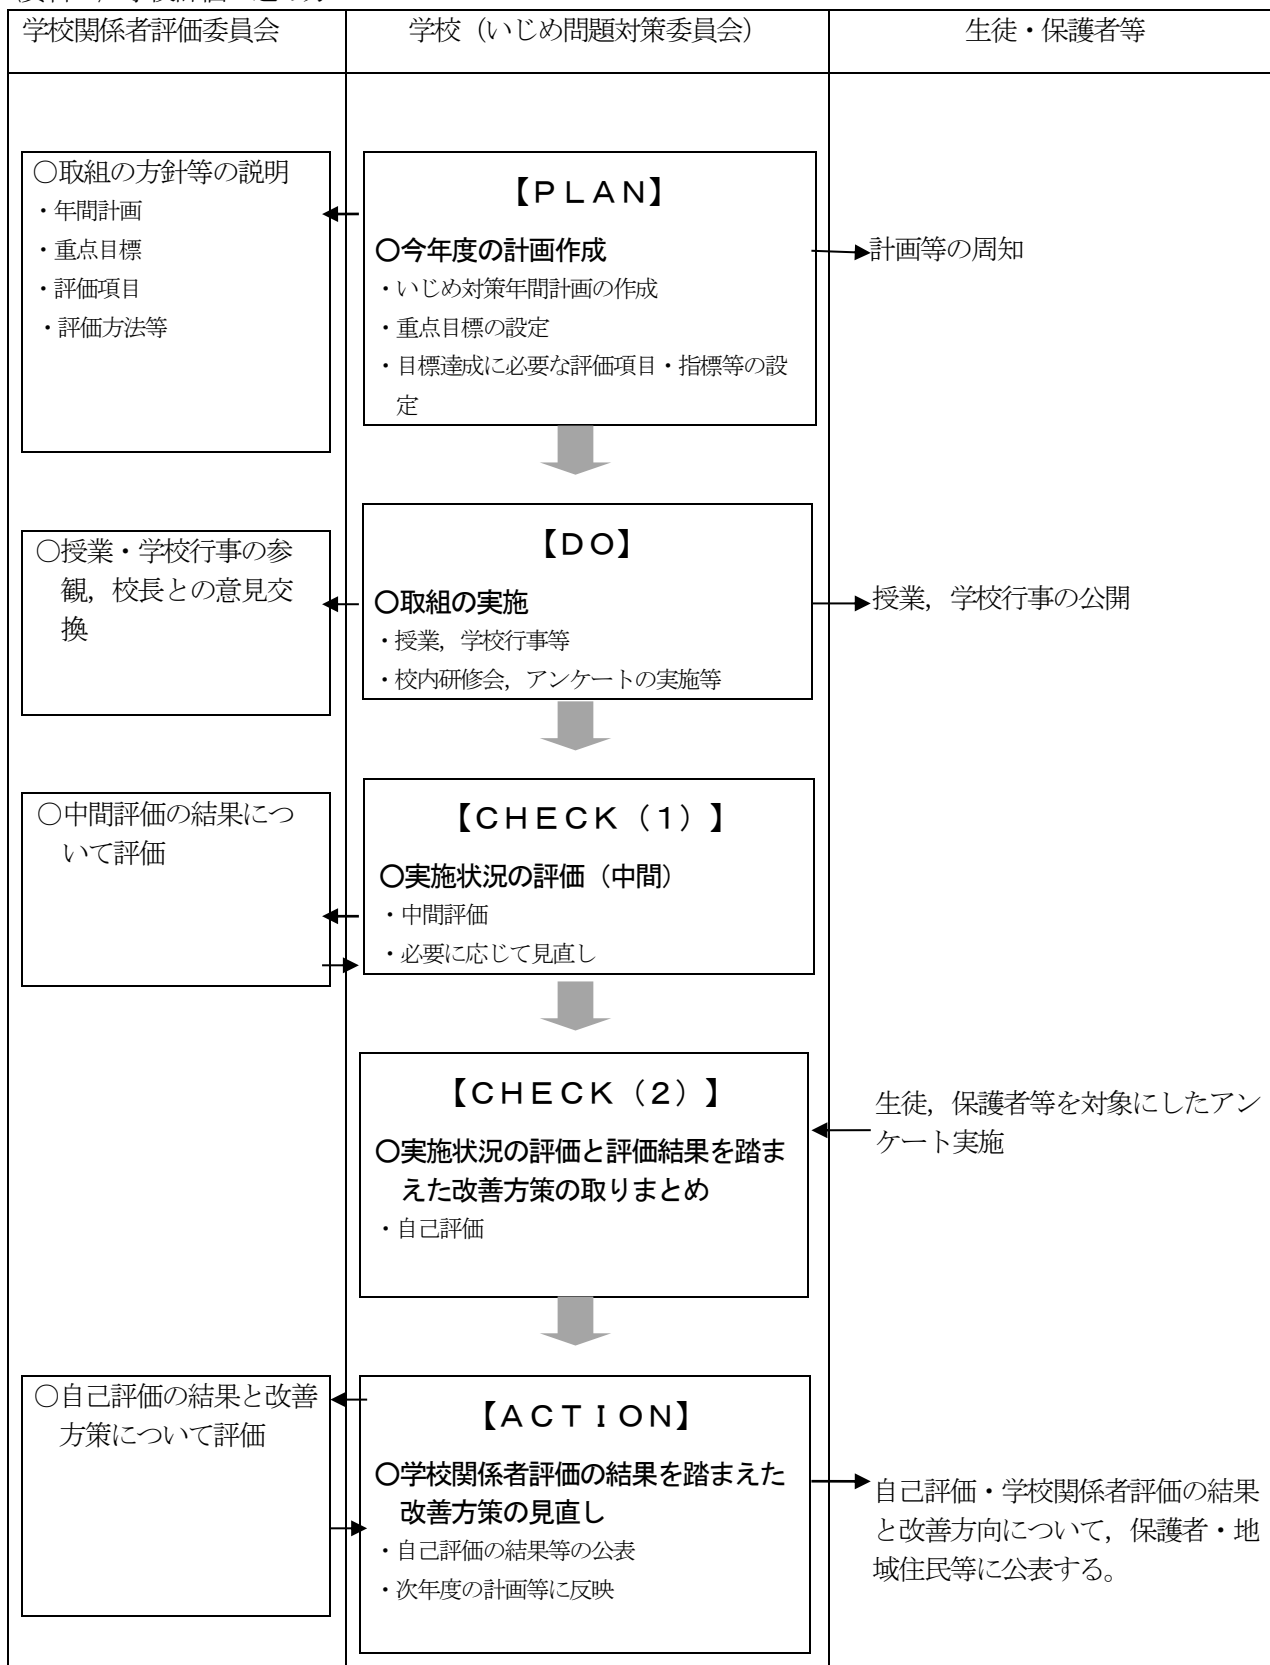 学校関係者評価委員会
学校（いじめ問題対策委員会）
生徒・保護者等
○取組の方針等の説明
・年間計画
・重点目標
・評価項目
・評価方法等
【ＰＬＡＮ】
○今年度の計画作成
・いじめ対策年間計画の作成
・重点目標の設定
・目標達成に必要な評価項目・指標等の設
定
計画等の周知
○授業・学校行事の参
観，校長との意見交
換
【ＤＯ】
○取組の実施
・授業，学校行事等
・校内研修会，アンケートの実施等
授業，学校行事の公開
○中間評価の結果につ
いて評価
【ＣＨＥＣＫ（１）】
○実施状況の評価（中間）
・中間評価
・必要に応じて見直し
【ＣＨＥＣＫ（２）】
○実施状況の評価と評価結果を踏ま
えた改善方策の取りまとめ
・自己評価
生徒，保護者等を対象にしたアン
ケート実施
○自己評価の結果と改善
方策について評価
【ＡＣＴＩＯＮ】
○学校関係者評価の結果を踏まえた
改善方策の見直し
・自己評価の結果等の公表
・次年度の計画等に反映
自己評価・学校関係者評価の結果
と改善方向について，保護者・地
域住民等に公表する。